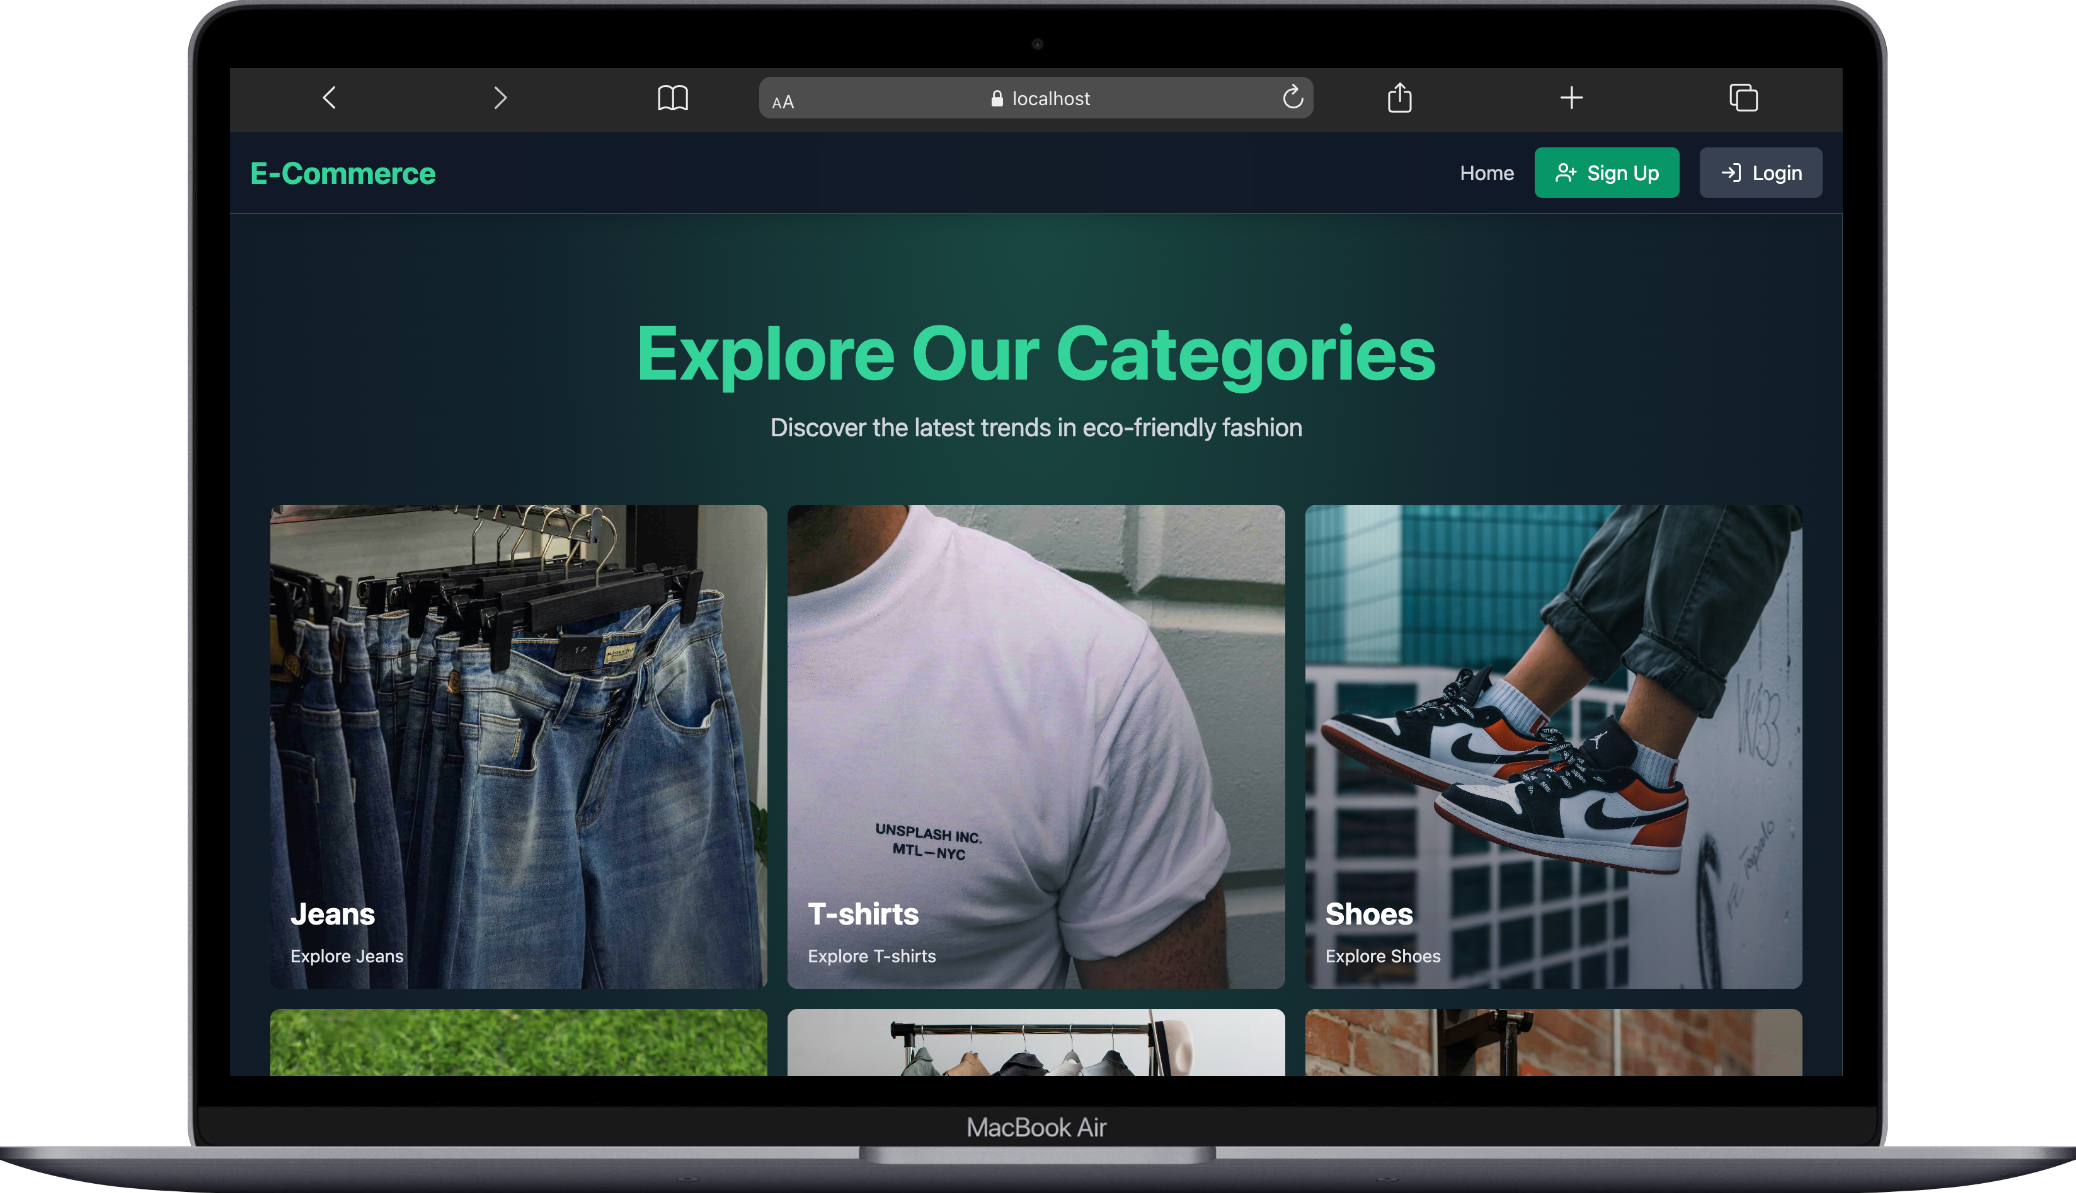 AA localhost
E-Commerce Home Sign Up Login
Explore Our Categories
Discover the latest trends in eco-friendly fashion
UNSPLASH INC.
MTL—NYC
Jeans T-shirts Shoes
Explore Jeans Explore T-shirts Explore Shoes
MacBook Air